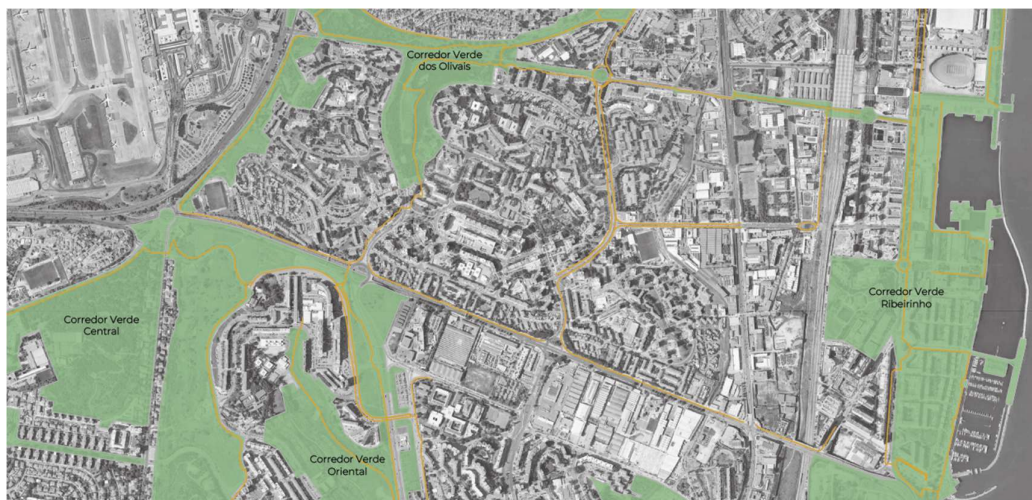 Corredor Verde
dos Olivais
Corredor Verde
Ribeirinho
Corredor Verde
Central
Corredor Verde
Oriental